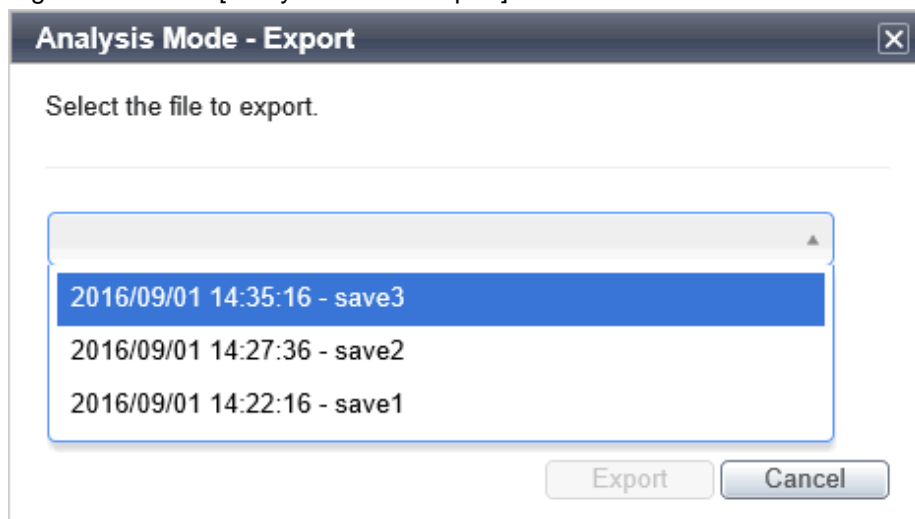 Analysis Mode - Export
Select the file to export.
2016/09/01 14:35:16 - save3
2016/09/01 14:27:36 - save2
2016/09/01 14:22:16 - save1
Export Cancel